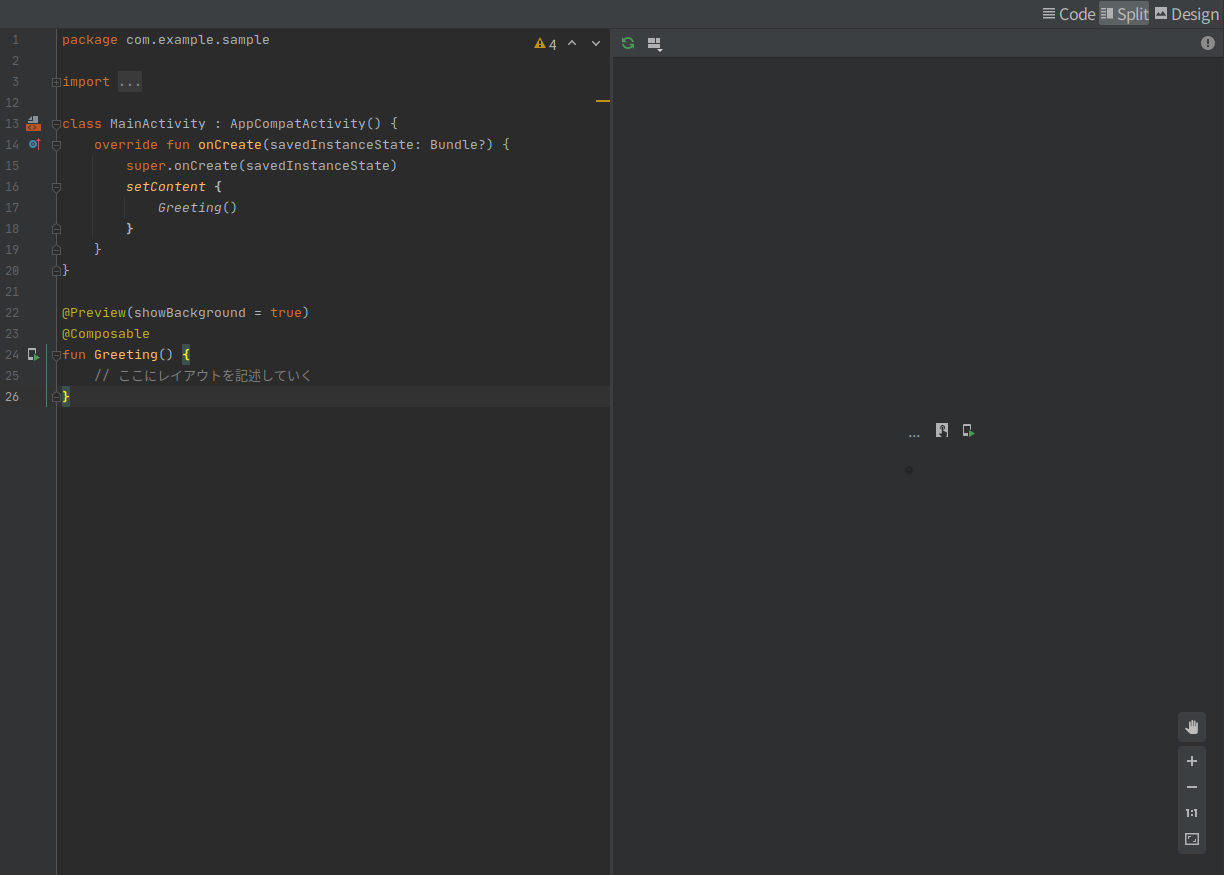 Code Split Design
1 package com.example.sample 4
2
3 import ...
12
13 class MainActivity : AppCompatActivity() {
14 override fun onCreate(savedInstanceState: Bundle?) {
15 super.onCreate(savedInstanceState)
16 setContent {
17 Greeting()
18 }
19 }
20 }
21
22 @Preview(showBackground = true)
23 @Composable
24 fun Greeting() {
25 // ここにレイアウトを記述していく
26 }
...
1:1